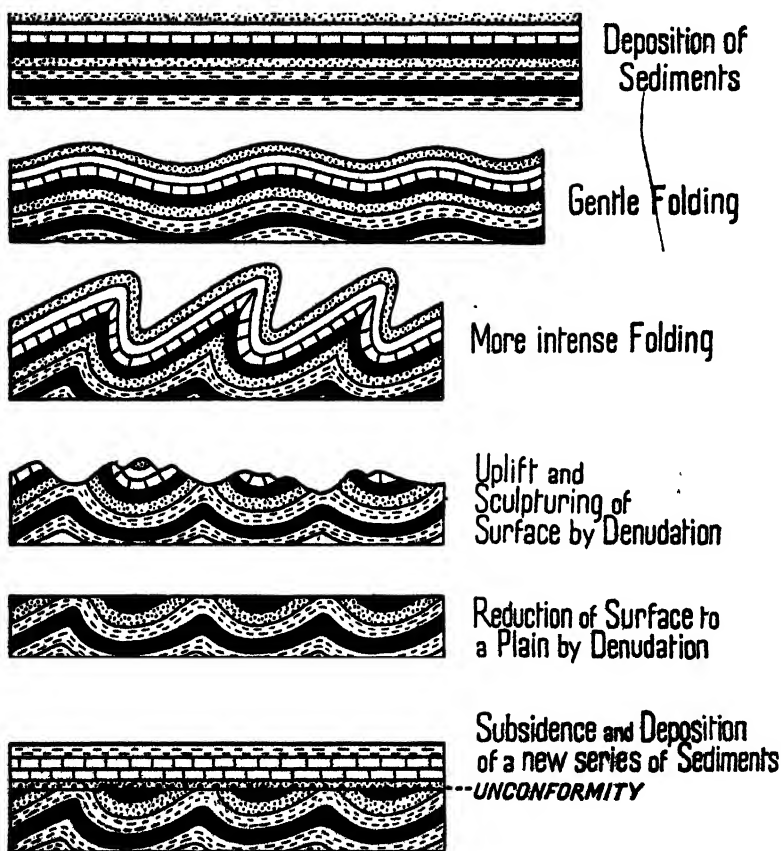 Deposition of
Sediments
Gentle Folding
More intense Folding
Uplift and
Sculpturing of
Surface by Denudation
Reduction of Surface to
a Plain by Denudation
Subsidence and Deposition
of a new series of Sediments
UNCONFORMITY